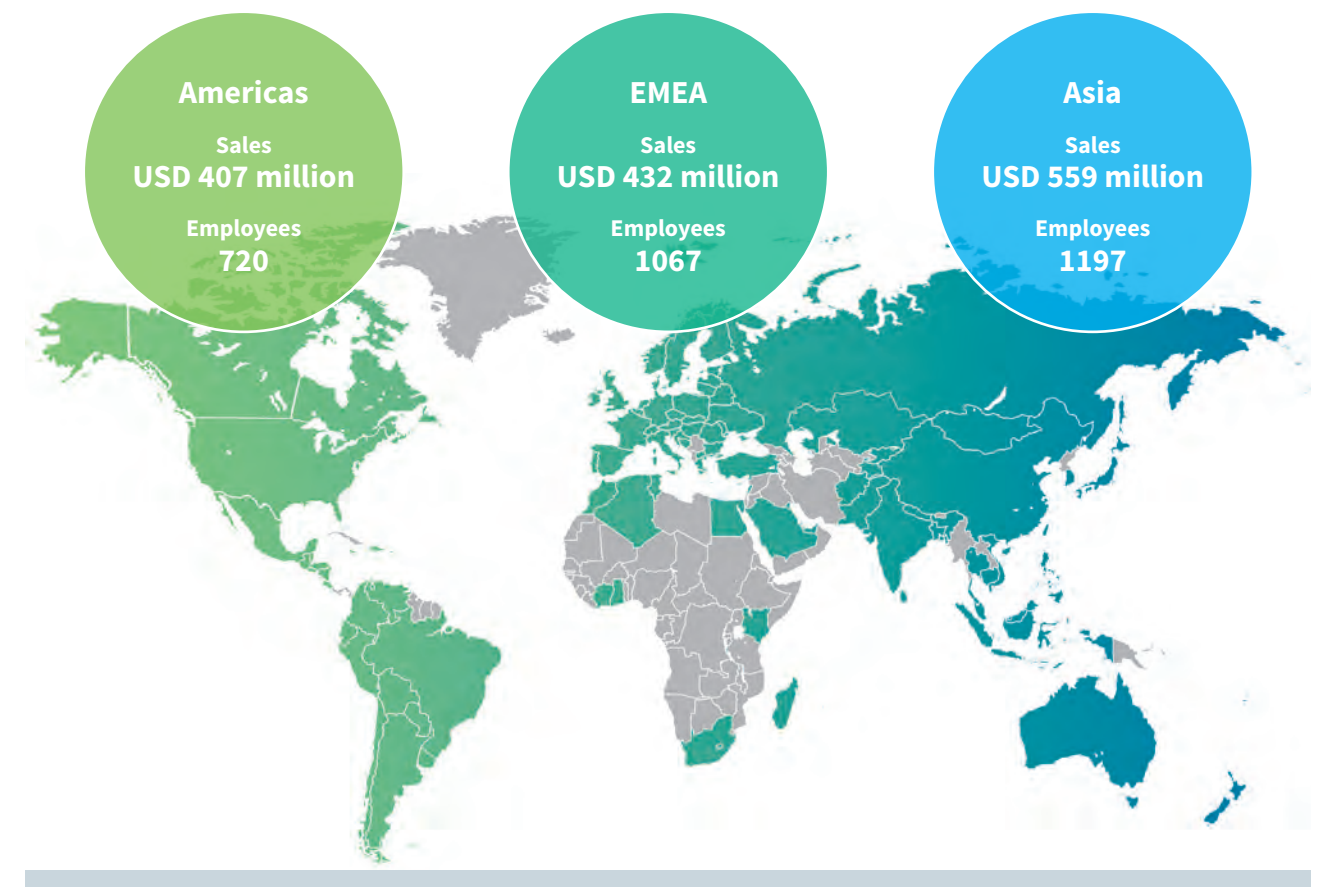 Americas
Sales
USD 407 million
Employees
720
EMEA
Sales
USD 432 million
Employees
1067
Asia
Sales
USD 559 million
Employees
1197